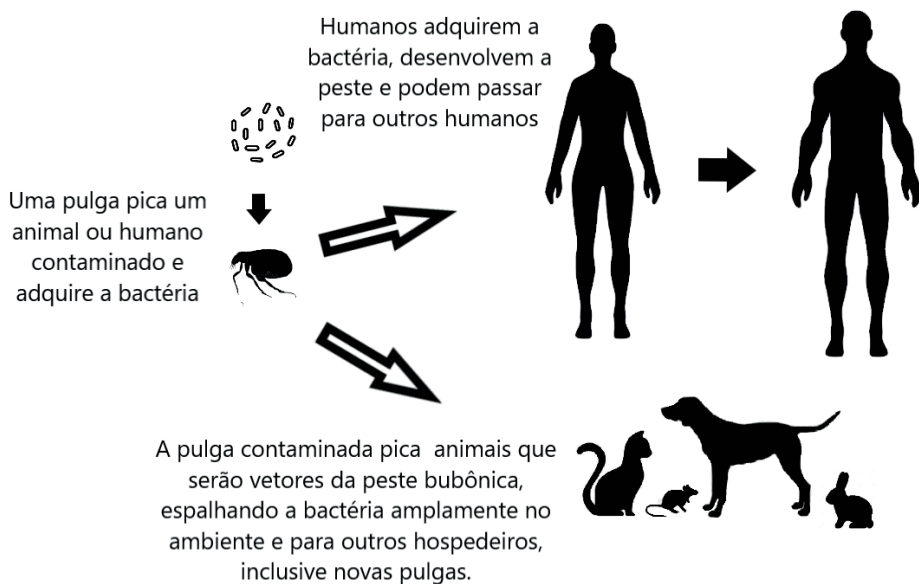 Humanos adquirem a
bactéria, desenvolvem a
peste e podem passar
para outros humanos
Uma pulga pica um
animal ou humano
contaminado e
adquire a bactéria
A pulga contaminada pica  animais que
serão vetores da peste bubônica,
espalhando a bactéria amplamente no
ambiente e para outros hospedeiros,
inclusive novas pulgas.